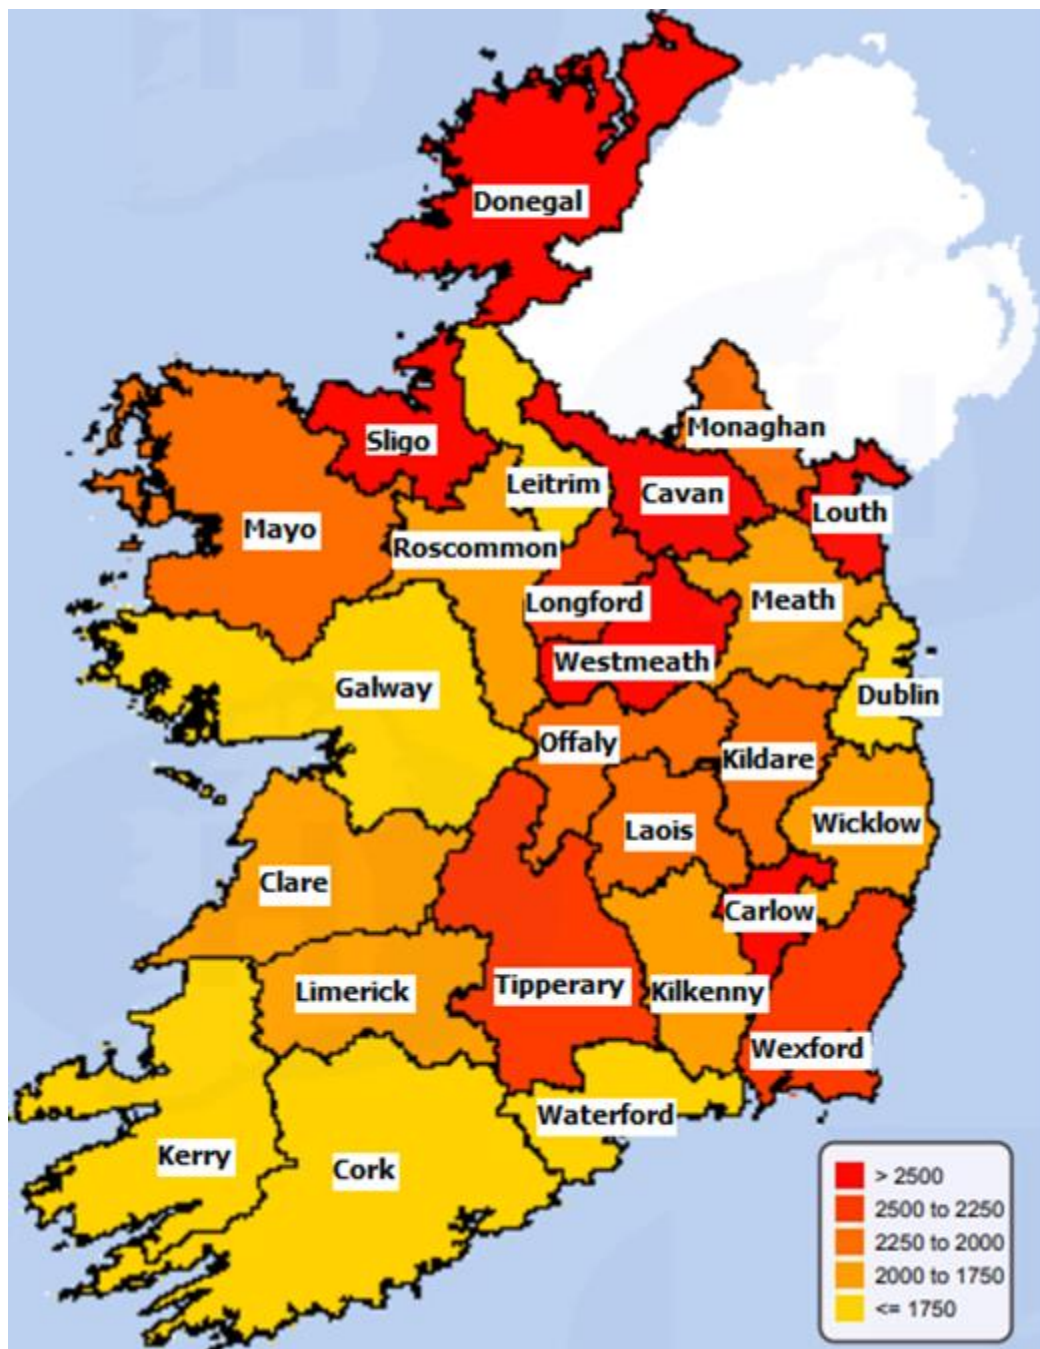 Donegal
Monaghan
Sligo
Leitrim
Cavan
Louth
Mayo
Roscommon
Longford
Meath
Westmeath
Galway
Dublin
Offaly
Kildare
Laois
Wicklow
Clare
Carlow
Limerick
Tipperary
Kilkenny
Wexford
Waterford
Kerry
Cork
> 2500
2500 to 2250
2250 to 2000
2000 to 1750
<= 1750